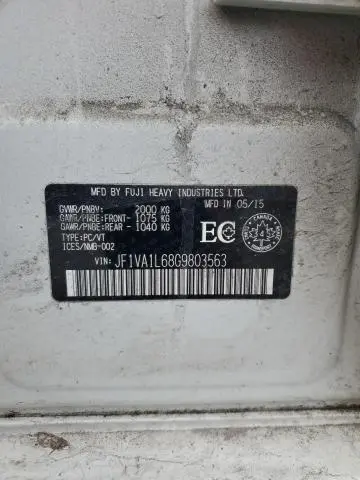 MFD BY FUJI HEAVY INDUSTRIES LTD.
GVWR/PNBV: 2000 KG
MFD IN 05/15
GAWR/PNBE:FRONT- 1075 KG
GAWR/PNBE:REAR - 1040 KG
TYPE:PC/VT
ICES/NMB-002
EC
CANADA
VIN: JF1VA1L68G9803563